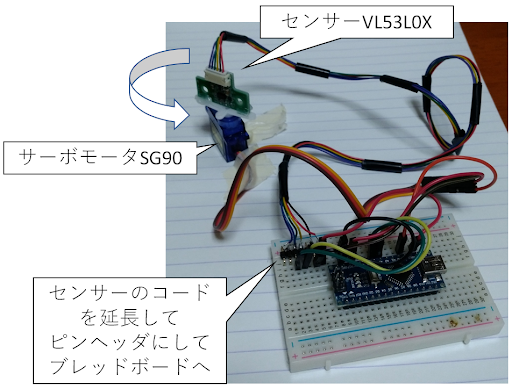 センサーVL53L0X
サーボモータSG90
センサーのコード
を延長して
ピンヘッダにして
ブレッドボードへ